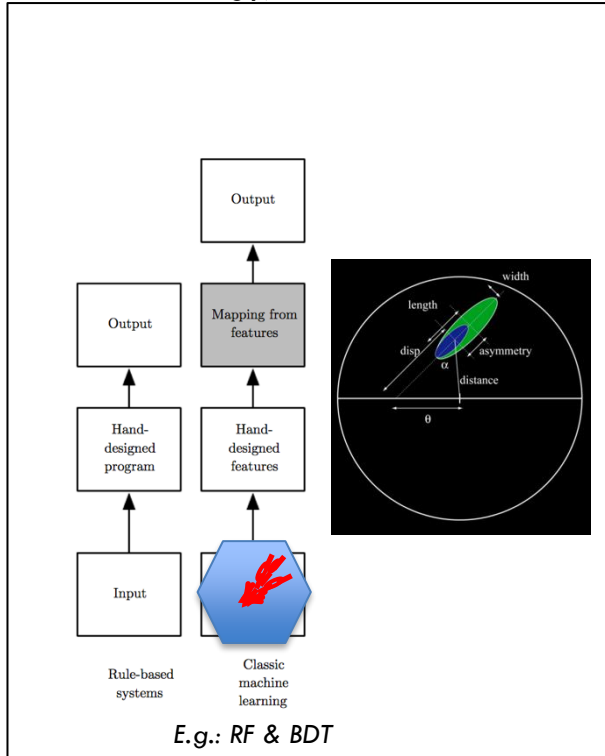 Output
Mapping from
features
Output
Hand-
designed
program
Hand-
designed
features
Input
Rule-based
systems
Classic
machine
learning
E.g.: RF & BDT
width
length
disp
asymmetry
α
distance
θ